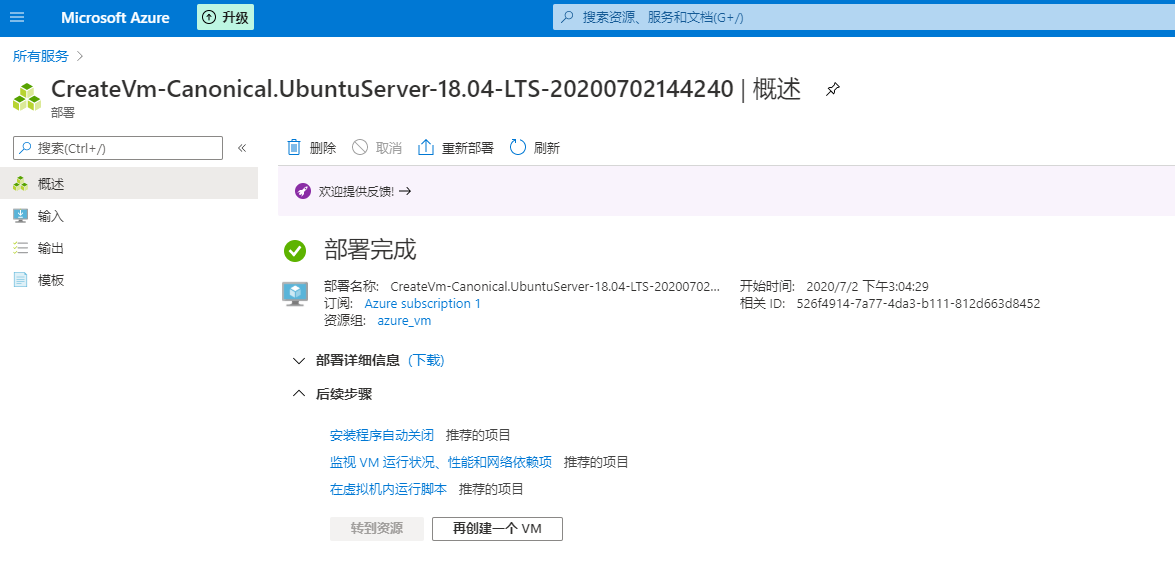 Microsoft Azure 升级 搜索资源、服务和文档(G+/)
所有服务
CreateVm-Canonical.UbuntuServer-18.04-LTS-20200702144240 | 概述
部署
搜索(Ctrl+/) « 删除 取消 重新部署 刷新
概述
欢迎提供反馈! →
输入
输出
模板
部署完成
部署名称: CreateVm-Canonical.UbuntuServer-18.04-LTS-20200702... 开始时间: 2020/7/2 下午3:04:29
订阅: Azure subscription 1 相关 ID: 526f4914-7a77-4da3-b111-812d663d8452
资源组: azure_vm
部署详细信息 (下载)
后续步骤
安装程序自动关闭 推荐的项目
监视 VM 运行状况、性能和网络依赖项 推荐的项目
在虚拟机内运行脚本 推荐的项目
转到资源 再创建一个 VM